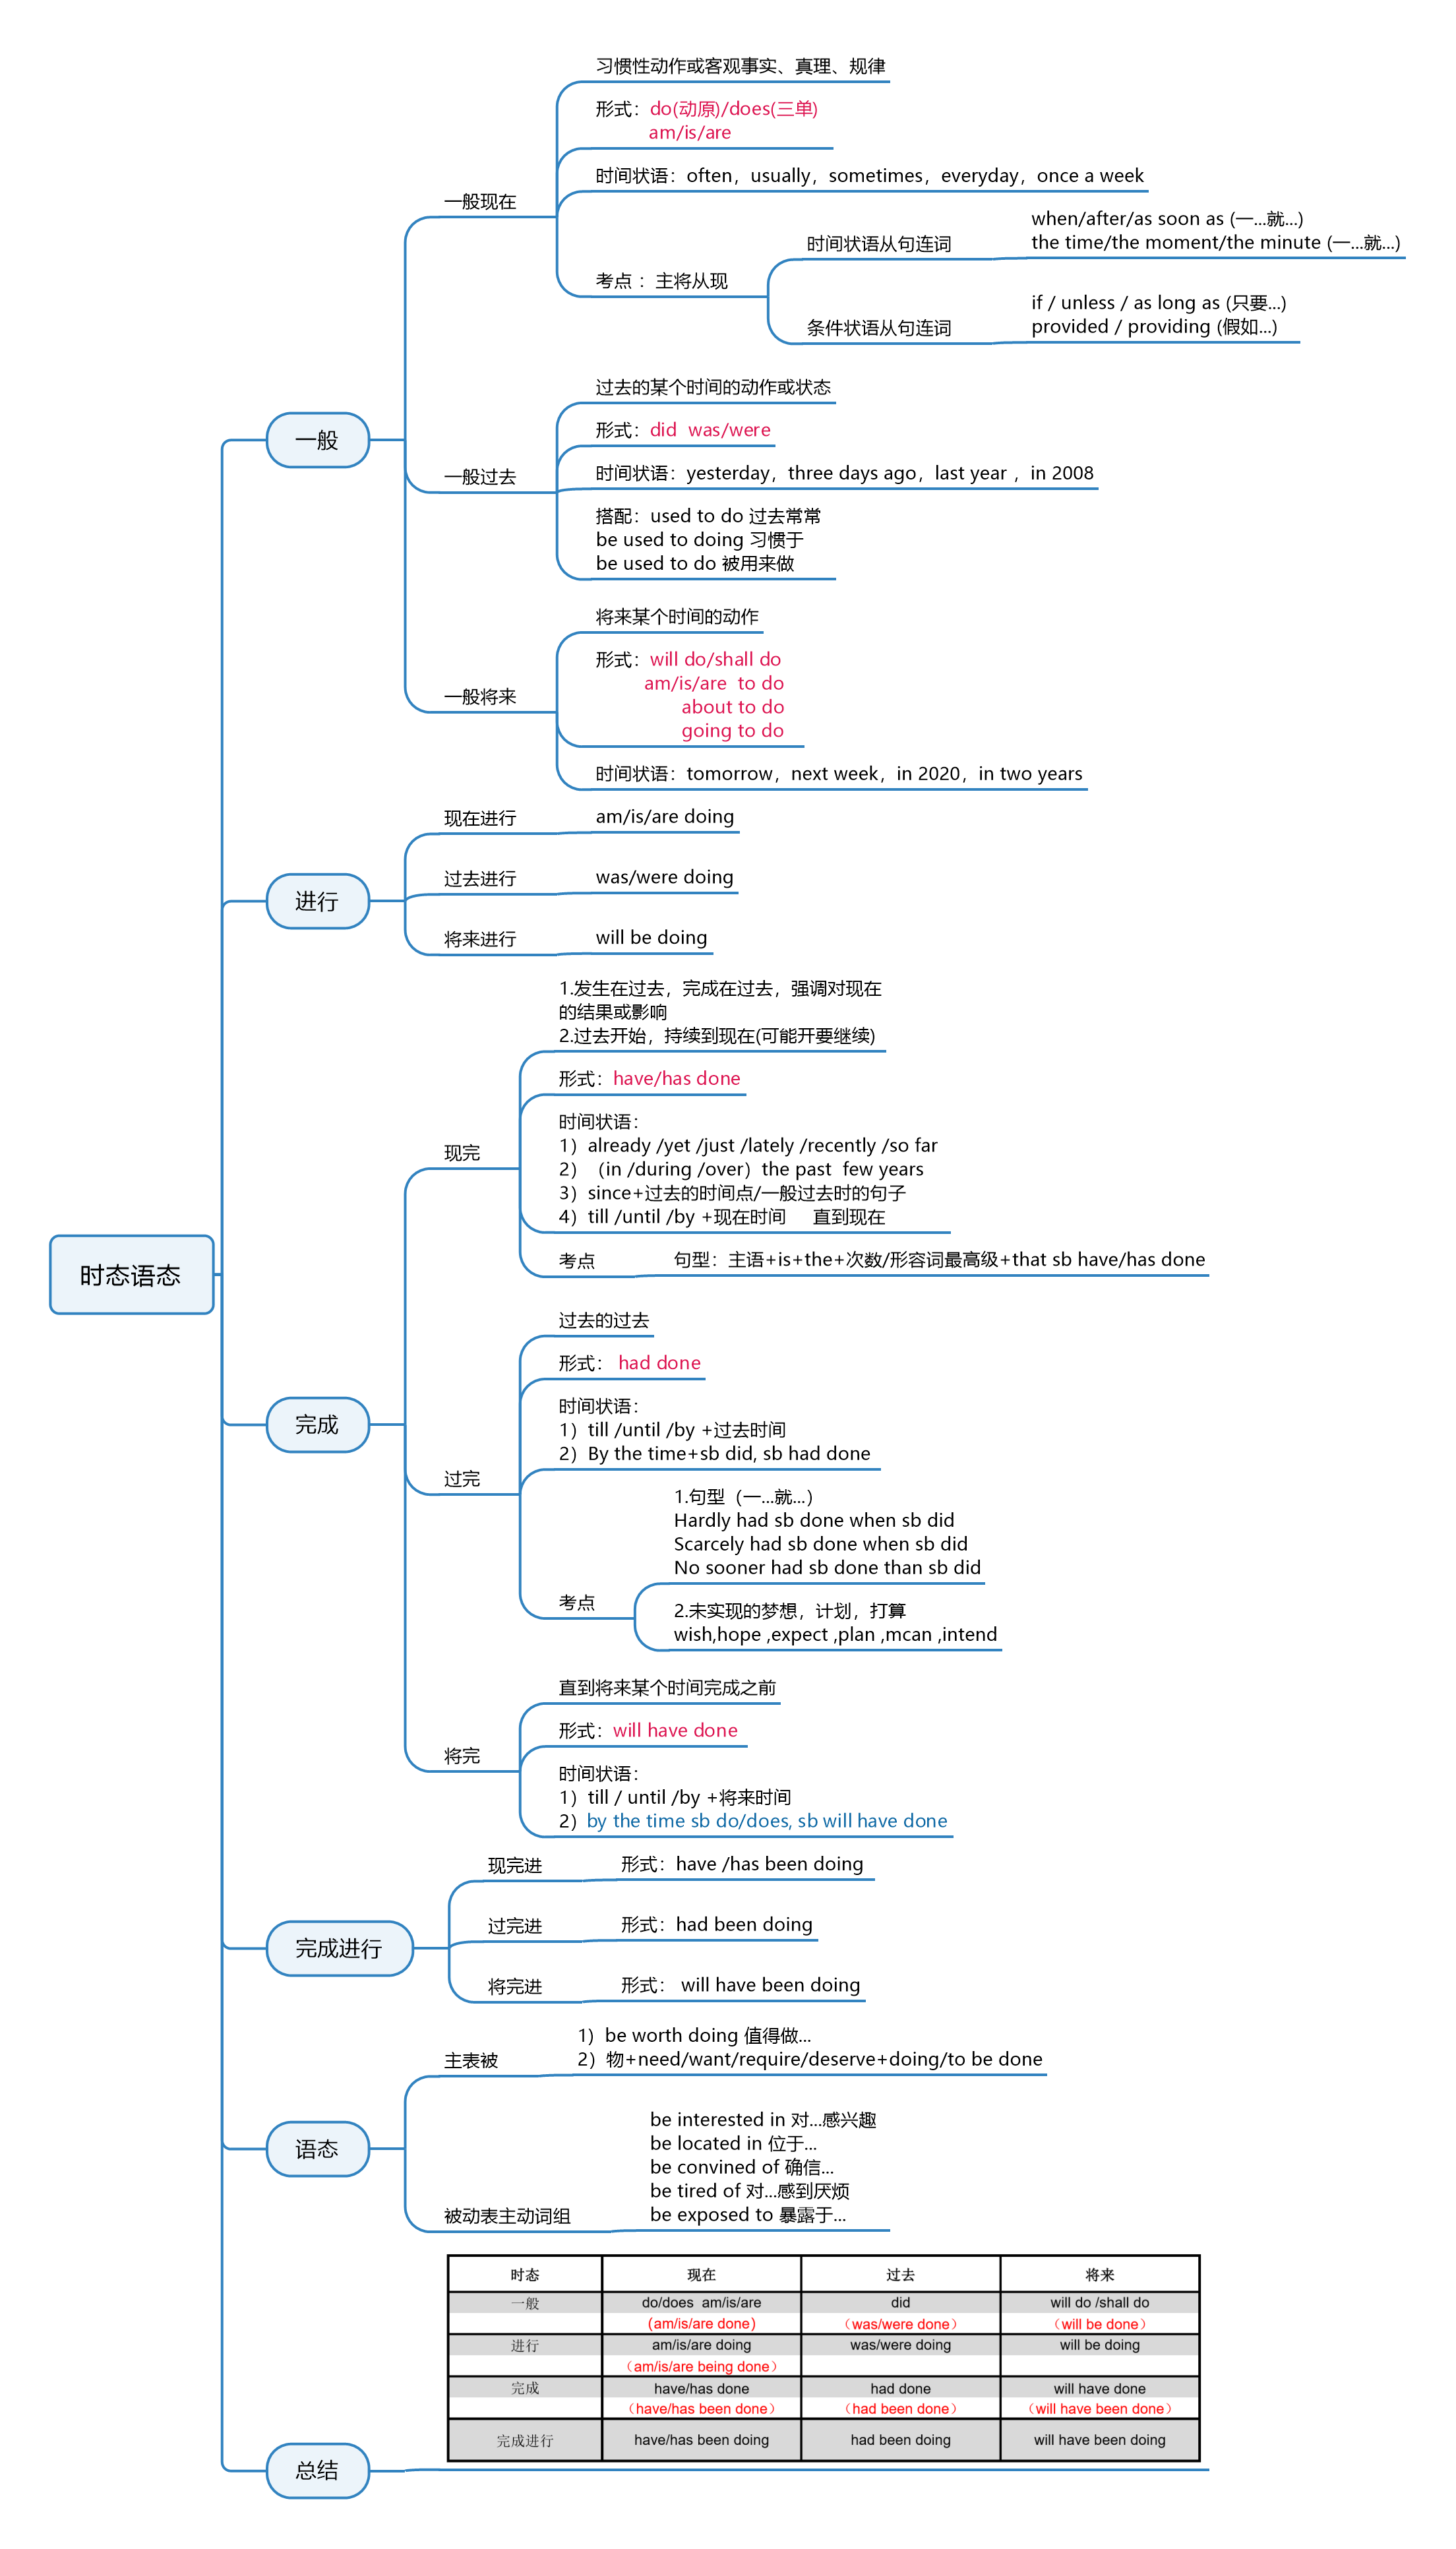 时态语态
一般
一般现在
习惯性动作或客观事实、真理、规律
形式：do(动原)/does(三单)
am/is/are
时间状语：often，usually，sometimes，everyday，once a week
考点 ：主将从现
时间状语从句连词
when/after/as soon as (一...就...)
the time/the moment/the minute (一...就...)
条件状语从句连词
if / unless / as long as (只要...)
provided / providing (假如...)
一般过去
过去的某个时间的动作或状态
形式：did  was/were
时间状语：yesterday，three days ago，last year ，in 2008
搭配：used to do 过去常常
be used to doing 习惯于
be used to do 被用来做
一般将来
将来某个时间的动作
形式：will do/shall do
am/is/are  to do
about to do
going to do
时间状语：tomorrow，next week，in 2020，in two years
进行
现在进行
am/is/are doing
过去进行
was/were doing
将来进行
will be doing
完成
现完
1.发生在过去，完成在过去，强调对现在
的结果或影响
2.过去开始，持续到现在(可能开要继续)
形式：have/has done
时间状语：
1）already /yet /just /lately /recently /so far
2）（in /during /over）the past  few years
3）since+过去的时间点/一般过去时的句子
4）till /until /by +现在时间     直到现在
考点
句型：主语+is+the+次数/形容词最高级+that sb have/has done
过完
过去的过去
形式： had done
时间状语：
1）till /until /by +过去时间
2）By the time+sb did, sb had done
考点
1.句型（一...就...）
Hardly had sb done when sb did
Scarcely had sb done when sb did
No sooner had sb done than sb did
2.未实现的梦想，计划，打算
wish,hope ,expect ,plan ,mcan ,intend
将完
直到将来某个时间完成之前
形式：will have done
时间状语：
1）till / until /by +将来时间
2）by the time sb do/does, sb will have done
完成进行
现完进
形式：have /has been doing
过完进
形式：had been doing
将完进
形式： will have been doing
语态
主表被
1）be worth doing 值得做...
2）物+need/want/require/deserve+doing/to be done
被动表主动词组
be interested in 对...感兴趣
be located in 位于...
be convined of 确信...
be tired of 对...感到厌烦
be exposed to 暴露于...
总结
时态 现在 过去 将来
一般 do/does  am/is/are did will do /shall do
(am/is/are done) （was/were done） （will be done）
进行 am/is/are doing was/were doing will be doing
（am/is/are being done）
完成 have/has done had done will have done
（have/has been done） （had been done） （will have been done）
完成进行 have/has been doing had been doing will have been doing